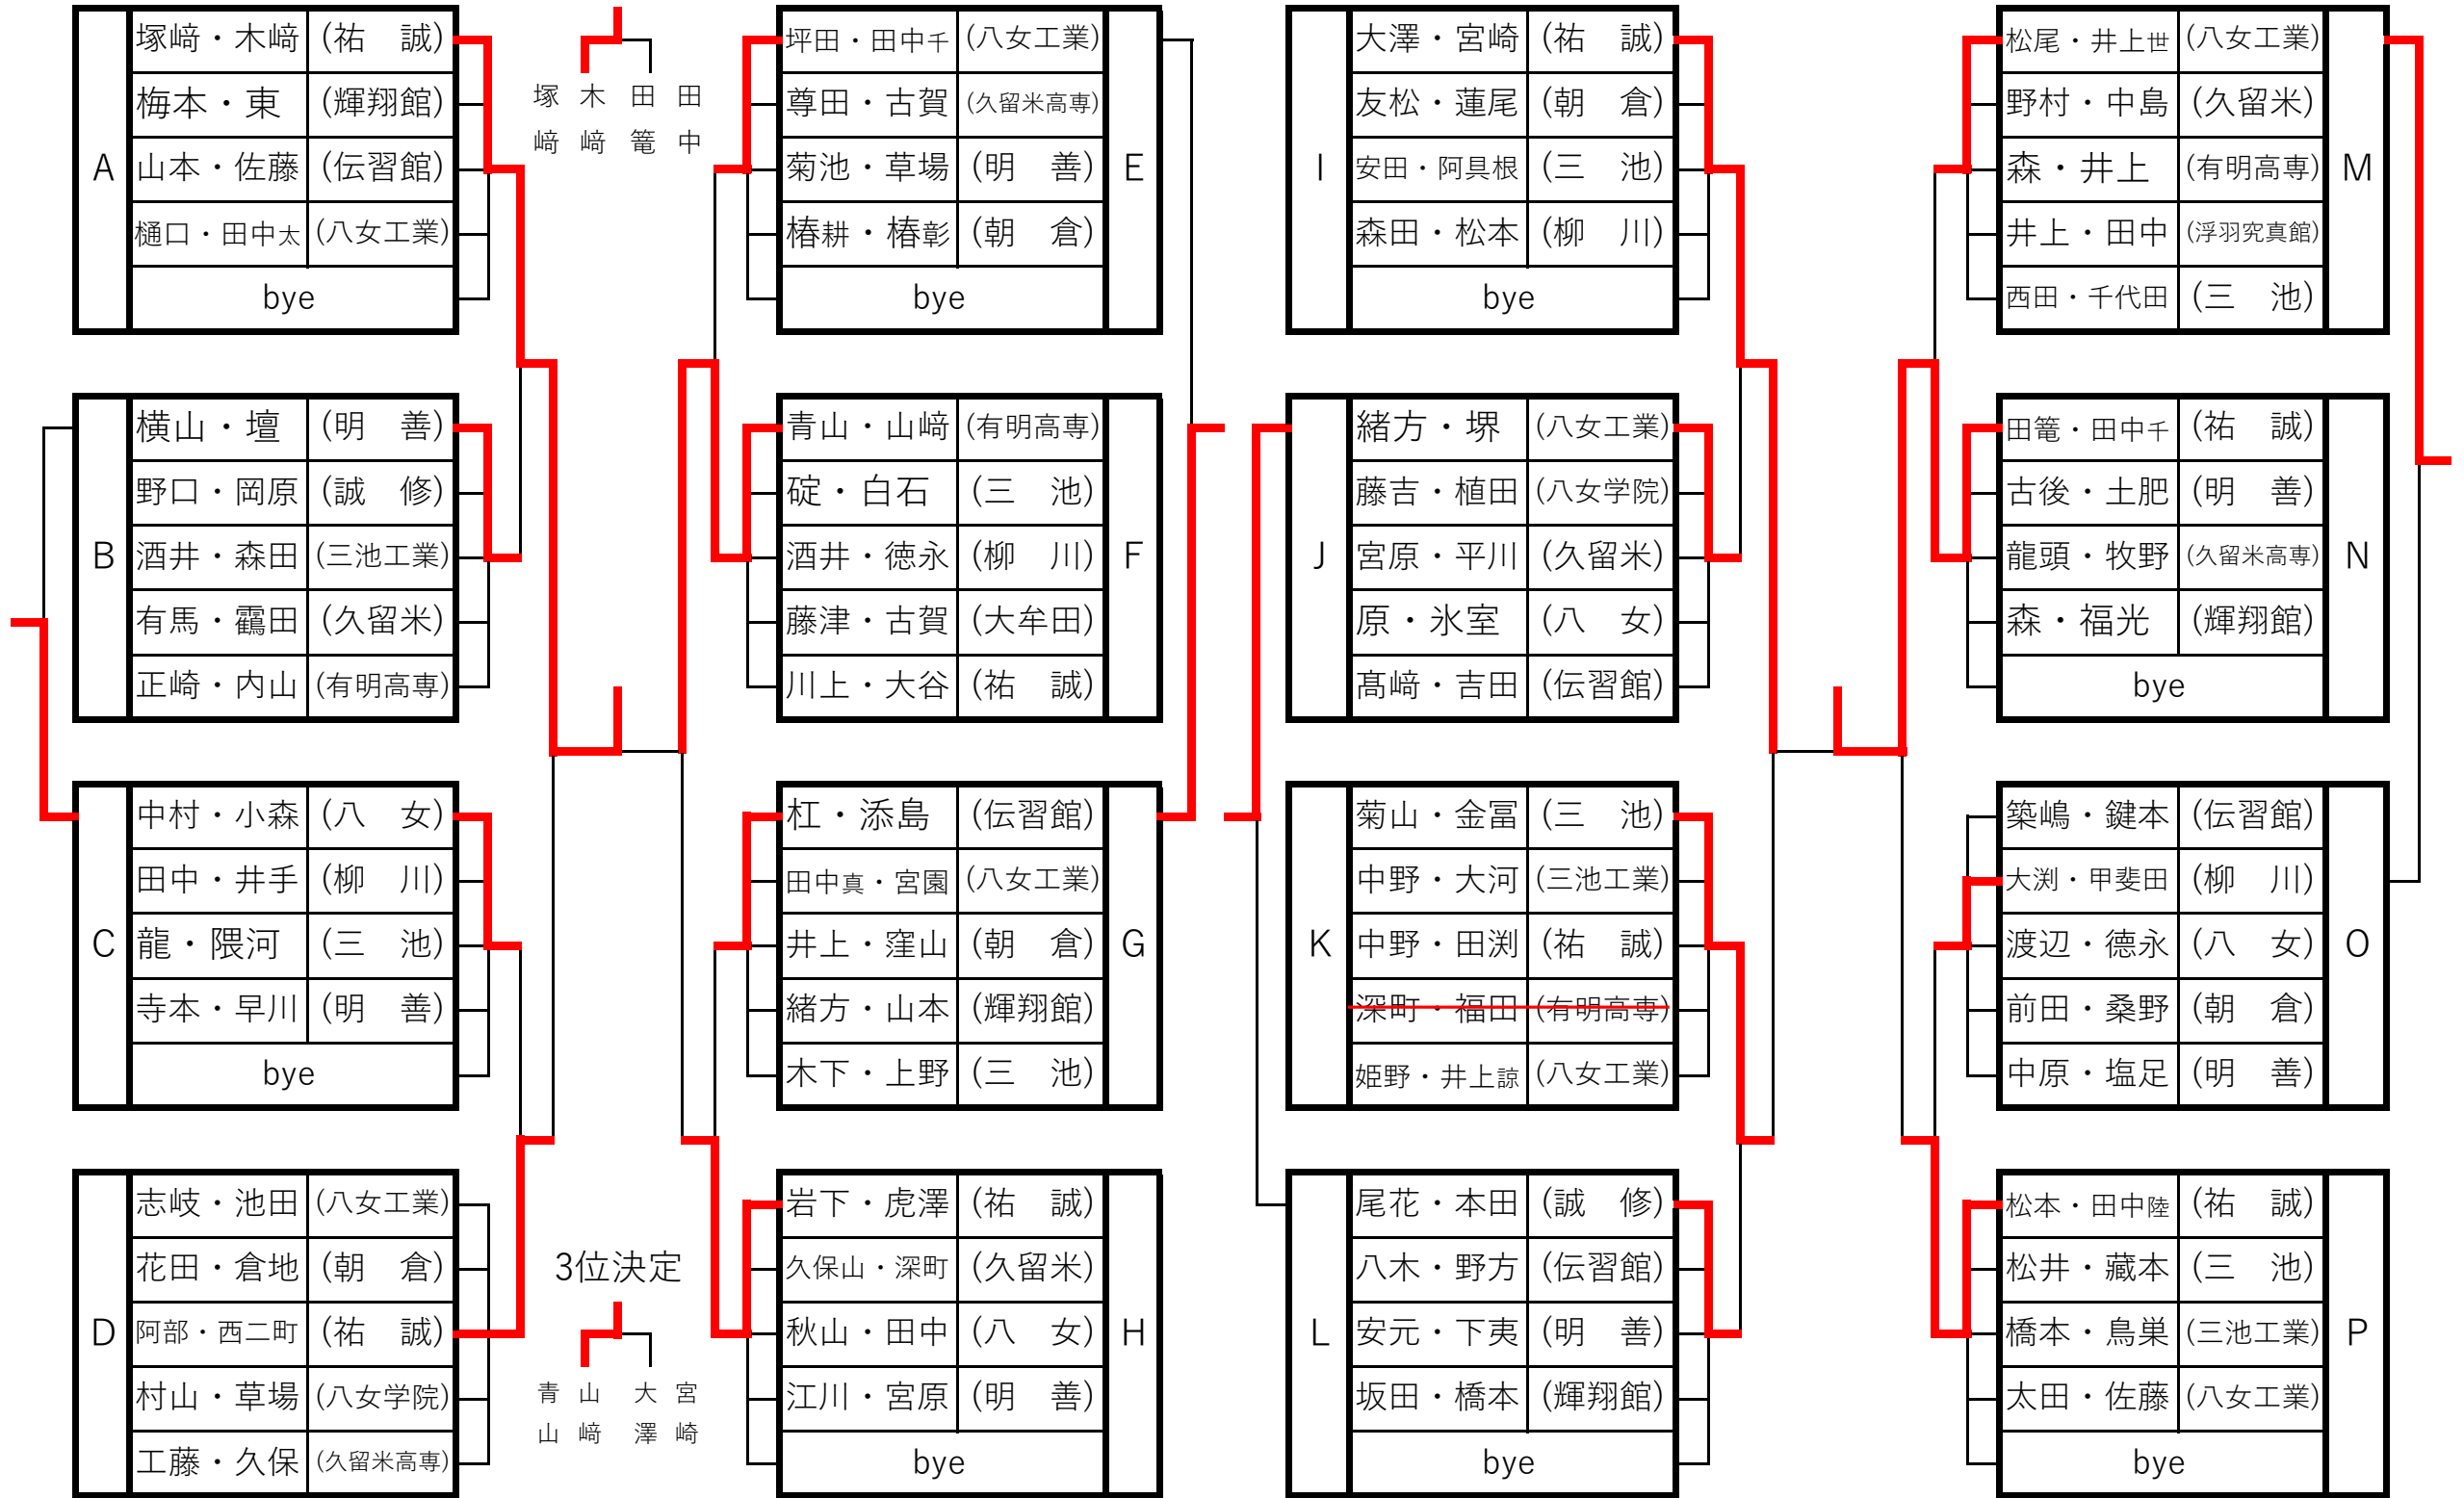 A
塚﨑・木﨑 (祐　誠)
梅本・東 (輝翔館)
山本・佐藤 (伝習館)
樋口・田中太 (八女工業)
bye
B
横山・壇 (明　善)
野口・岡原 (誠　修)
酒井・森田 (三池工業)
有馬・靍田 (久留米)
正崎・内山 (有明高専)
C
中村・小森 (八　女)
田中・井手 (柳　川)
龍・隈河 (三　池)
寺本・早川 (明　善)
bye
D
志岐・池田 (八女工業)
花田・倉地 (朝　倉)
阿部・西二町 (祐　誠)
村山・草場 (八女学院)
工藤・久保 (久留米高専)
塚﨑
木﨑
田篭
田中
3位決定
青山
山﨑
大澤
宮崎
E
坪田・田中千 (八女工業)
尊田・古賀 (久留米高専)
菊池・草場 (明　善)
椿耕・椿彰 (朝　倉)
bye
F
青山・山﨑 (有明高専)
碇・白石 (三　池)
酒井・徳永 (柳　川)
藤津・古賀 (大牟田)
川上・大谷 (祐　誠)
G
杠・添島 (伝習館)
田中真・宮園 (八女工業)
井上・窪山 (朝　倉)
緒方・山本 (輝翔館)
木下・上野 (三　池)
H
岩下・虎澤 (祐　誠)
久保山・深町 (久留米)
秋山・田中 (八　女)
江川・宮原 (明　善)
bye
I
大澤・宮崎 (祐　誠)
友松・蓮尾 (朝　倉)
安田・阿具根 (三　池)
森田・松本 (柳　川)
bye
J
緒方・堺 (八女工業)
藤吉・植田 (八女学院)
宮原・平川 (久留米)
原・氷室 (八　女)
髙﨑・吉田 (伝習館)
K
菊山・金冨 (三　池)
中野・大河 (三池工業)
中野・田渕 (祐　誠)
深町・福田 (有明高専)
姫野・井上諒 (八女工業)
L
尾花・本田 (誠　修)
八木・野方 (伝習館)
安元・下夷 (明　善)
坂田・橋本 (輝翔館)
bye
M
松尾・井上世 (八女工業)
野村・中島 (久留米)
森・井上 (有明高専)
井上・田中 (浮羽究真館)
西田・千代田 (三　池)
N
田篭・田中千 (祐　誠)
古後・土肥 (明　善)
龍頭・牧野 (久留米高専)
森・福光 (輝翔館)
bye
O
築嶋・鍵本 (伝習館)
大渕・甲斐田 (柳　川)
渡辺・徳永 (八　女)
前田・桑野 (朝　倉)
中原・塩足 (明　善)
P
松本・田中陸 (祐　誠)
松井・藏本 (三　池)
橋本・鳥巣 (三池工業)
太田・佐藤 (八女工業)
bye